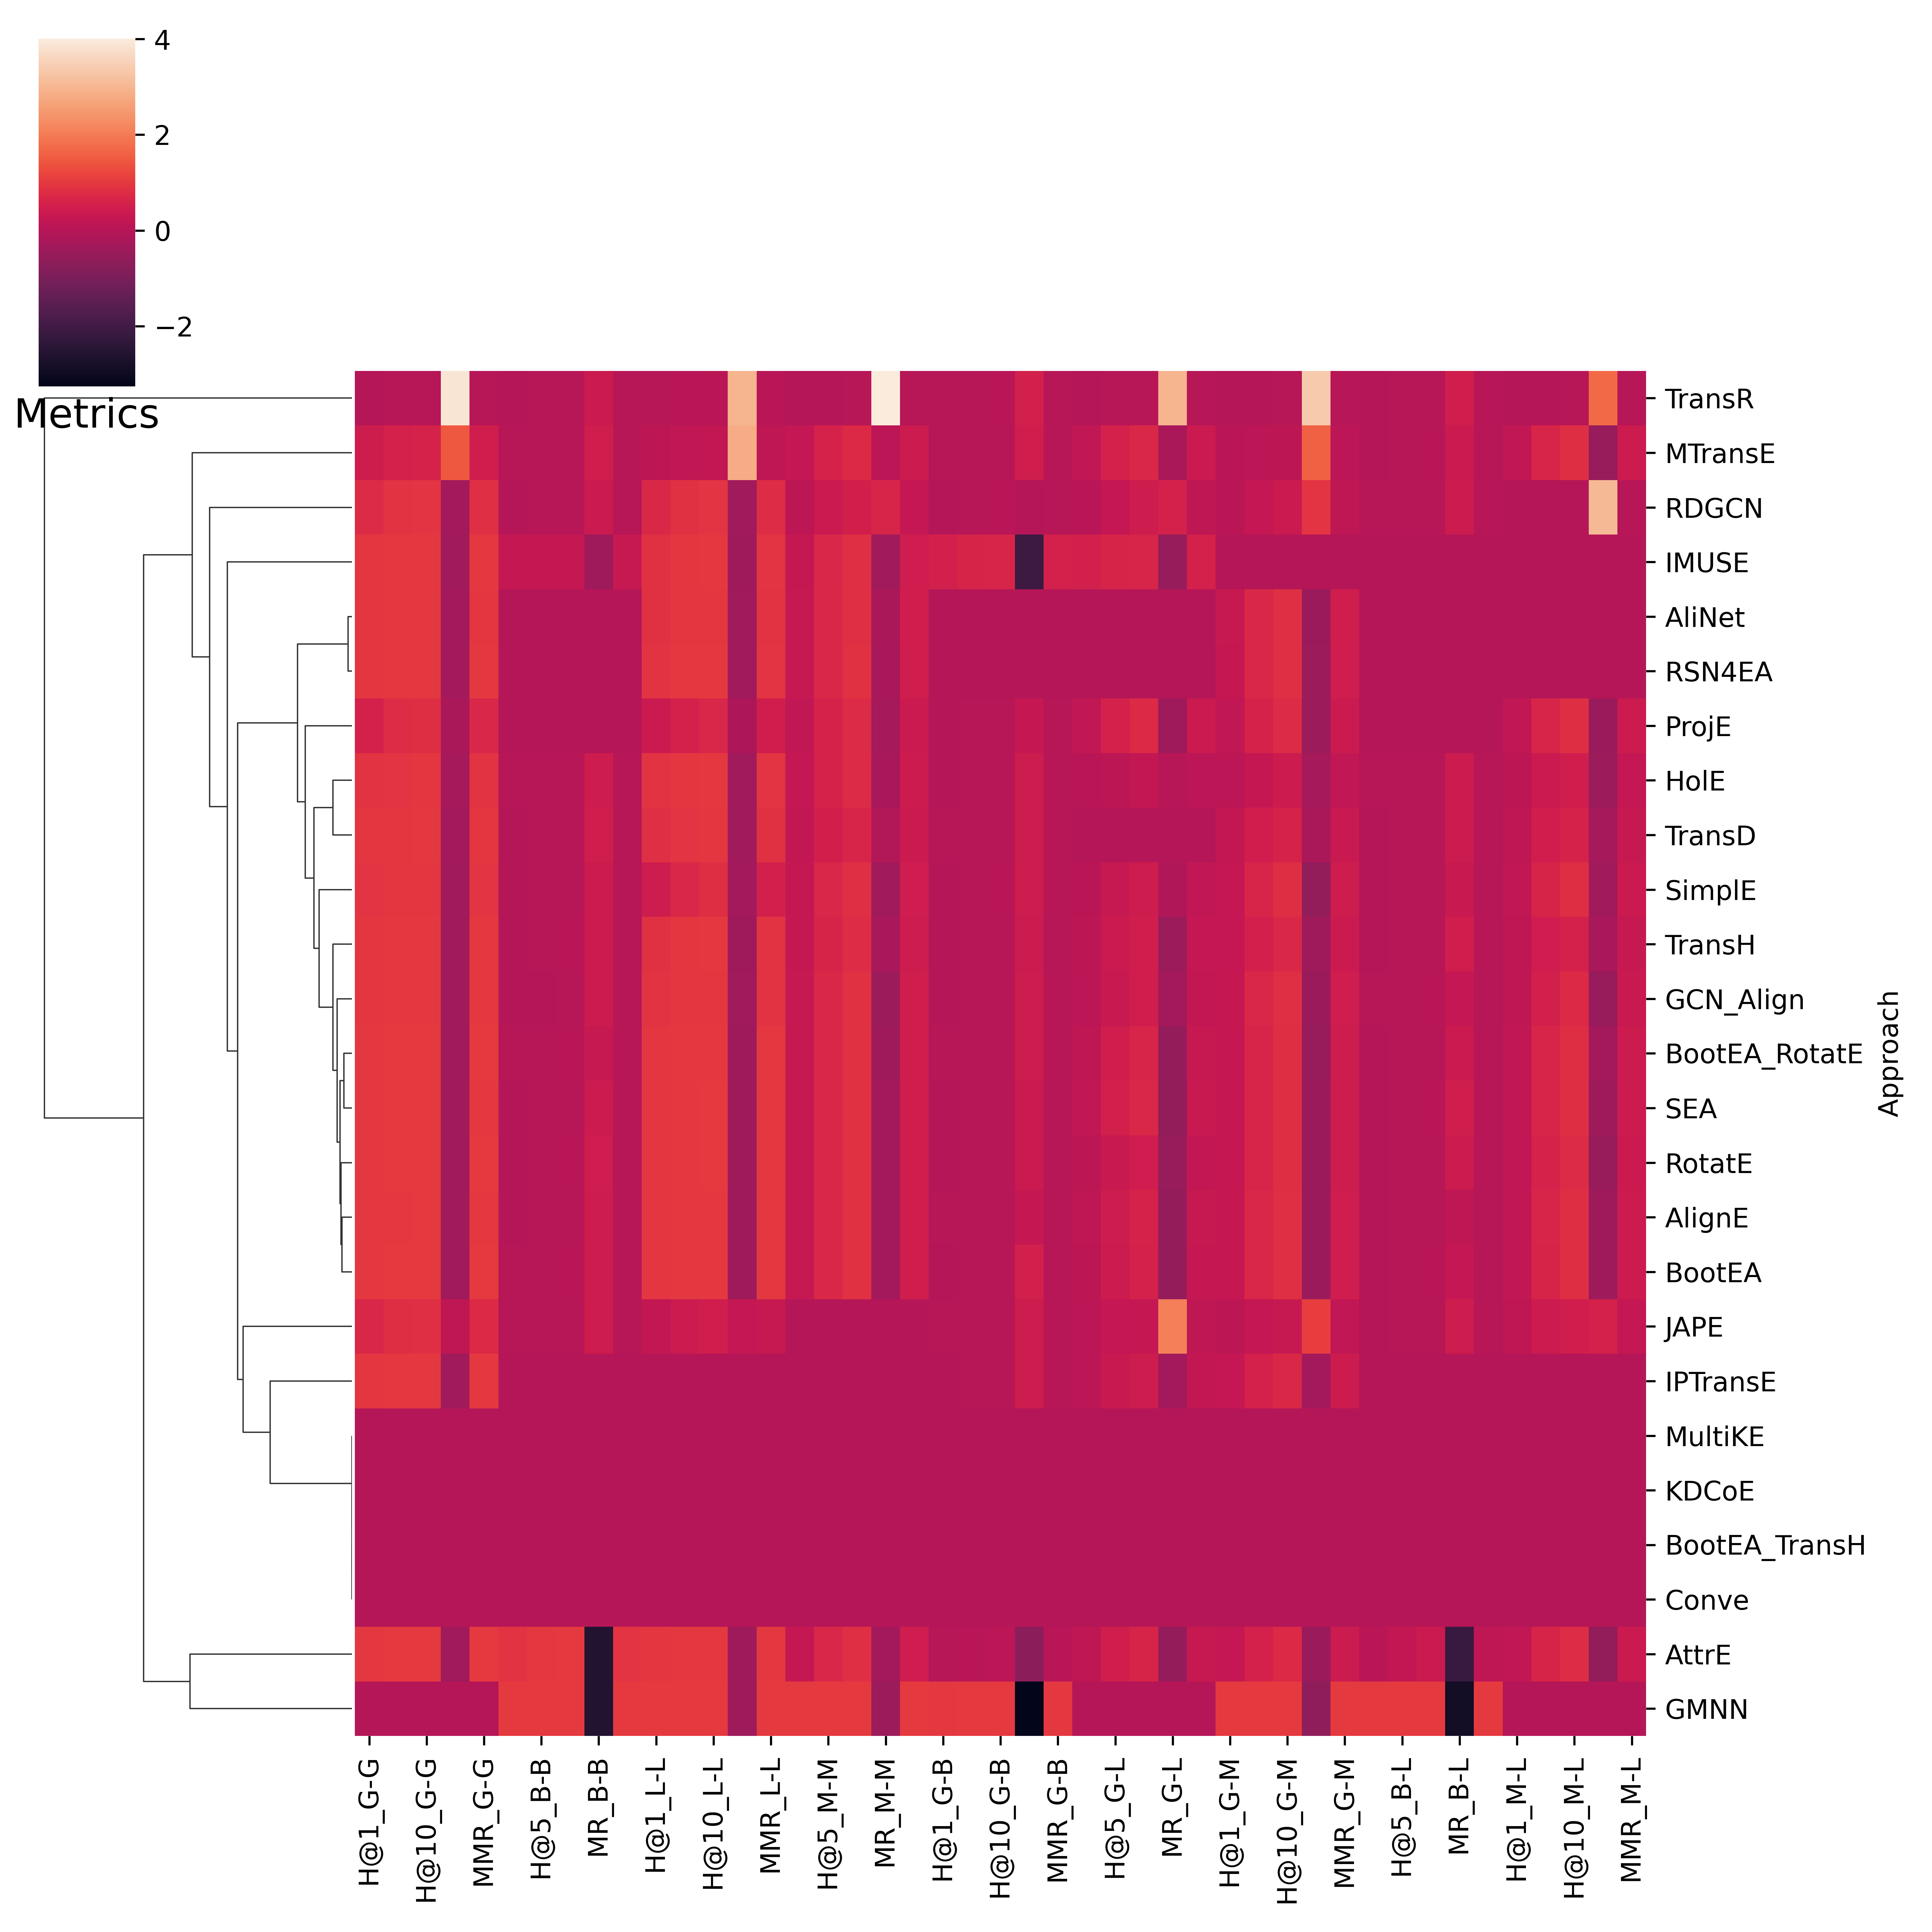 4
2
0
−2
Metrics
TransR
MTransE
RDGCN
IMUSE
AliNet
RSN4EA
ProjE
HolE
TransD
SimplE
TransH
GCN_Align
BootEA_RotatE
SEA
RotatE
AlignE
BootEA
JAPE
IPTransE
MultiKE
KDCoE
BootEA_TransH
Conve
AttrE
GMNN
Approach
H@1_G-G
H@10_G-G
MMR_G-G
H@5_B-B
MR_B-B
H@1_L-L
H@10_L-L
MMR_L-L
H@5_M-M
MR_M-M
H@1_G-B
H@10_G-B
MMR_G-B
H@5_G-L
MR_G-L
H@1_G-M
H@10_G-M
MMR_G-M
H@5_B-L
MR_B-L
H@1_M-L
H@10_M-L
MMR_M-L